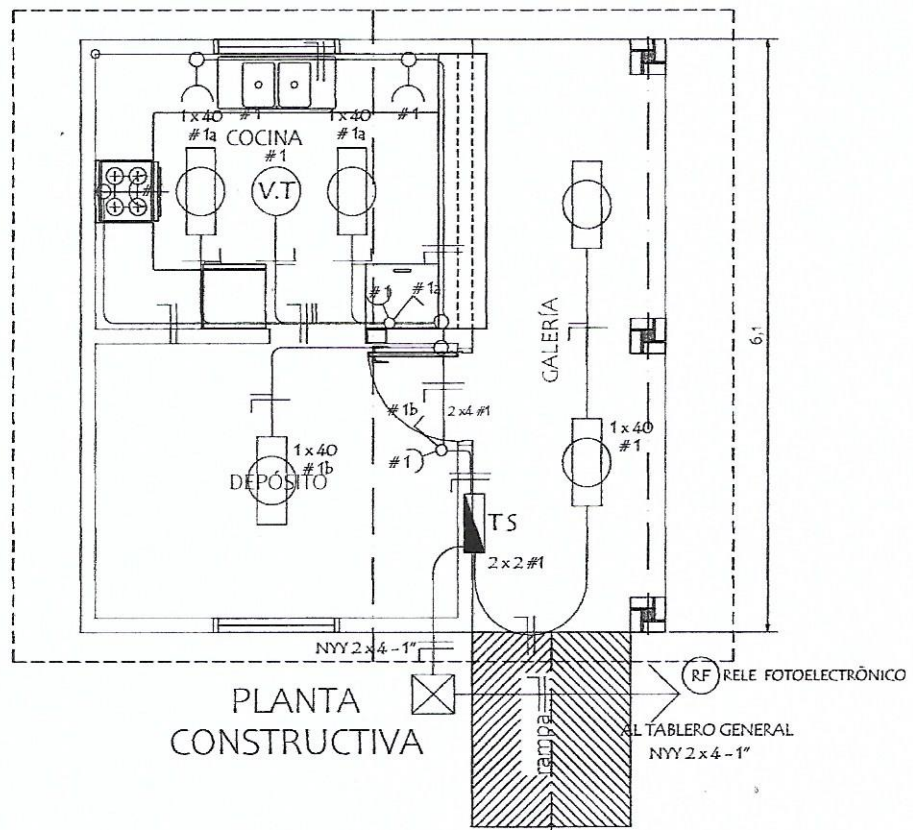 1 x 40
#1a
#1
COCINA
#1
V.T
1 x 40
#1a
#1
#
#1
#1a
GALERÍA
6,1
#1b
2 x 4 #1
#1
1 x 40
#1b
DEPÓSITO
1 x 40
#1
TS
2 x 2 #1
NYY 2 x 4 - 1"
PLANTA
CONSTRUCTIVA
rampa
RF
RELE FOTOELECTRÓNICO
AL TABLERO GENERAL
NYY 2 x 4 - 1"